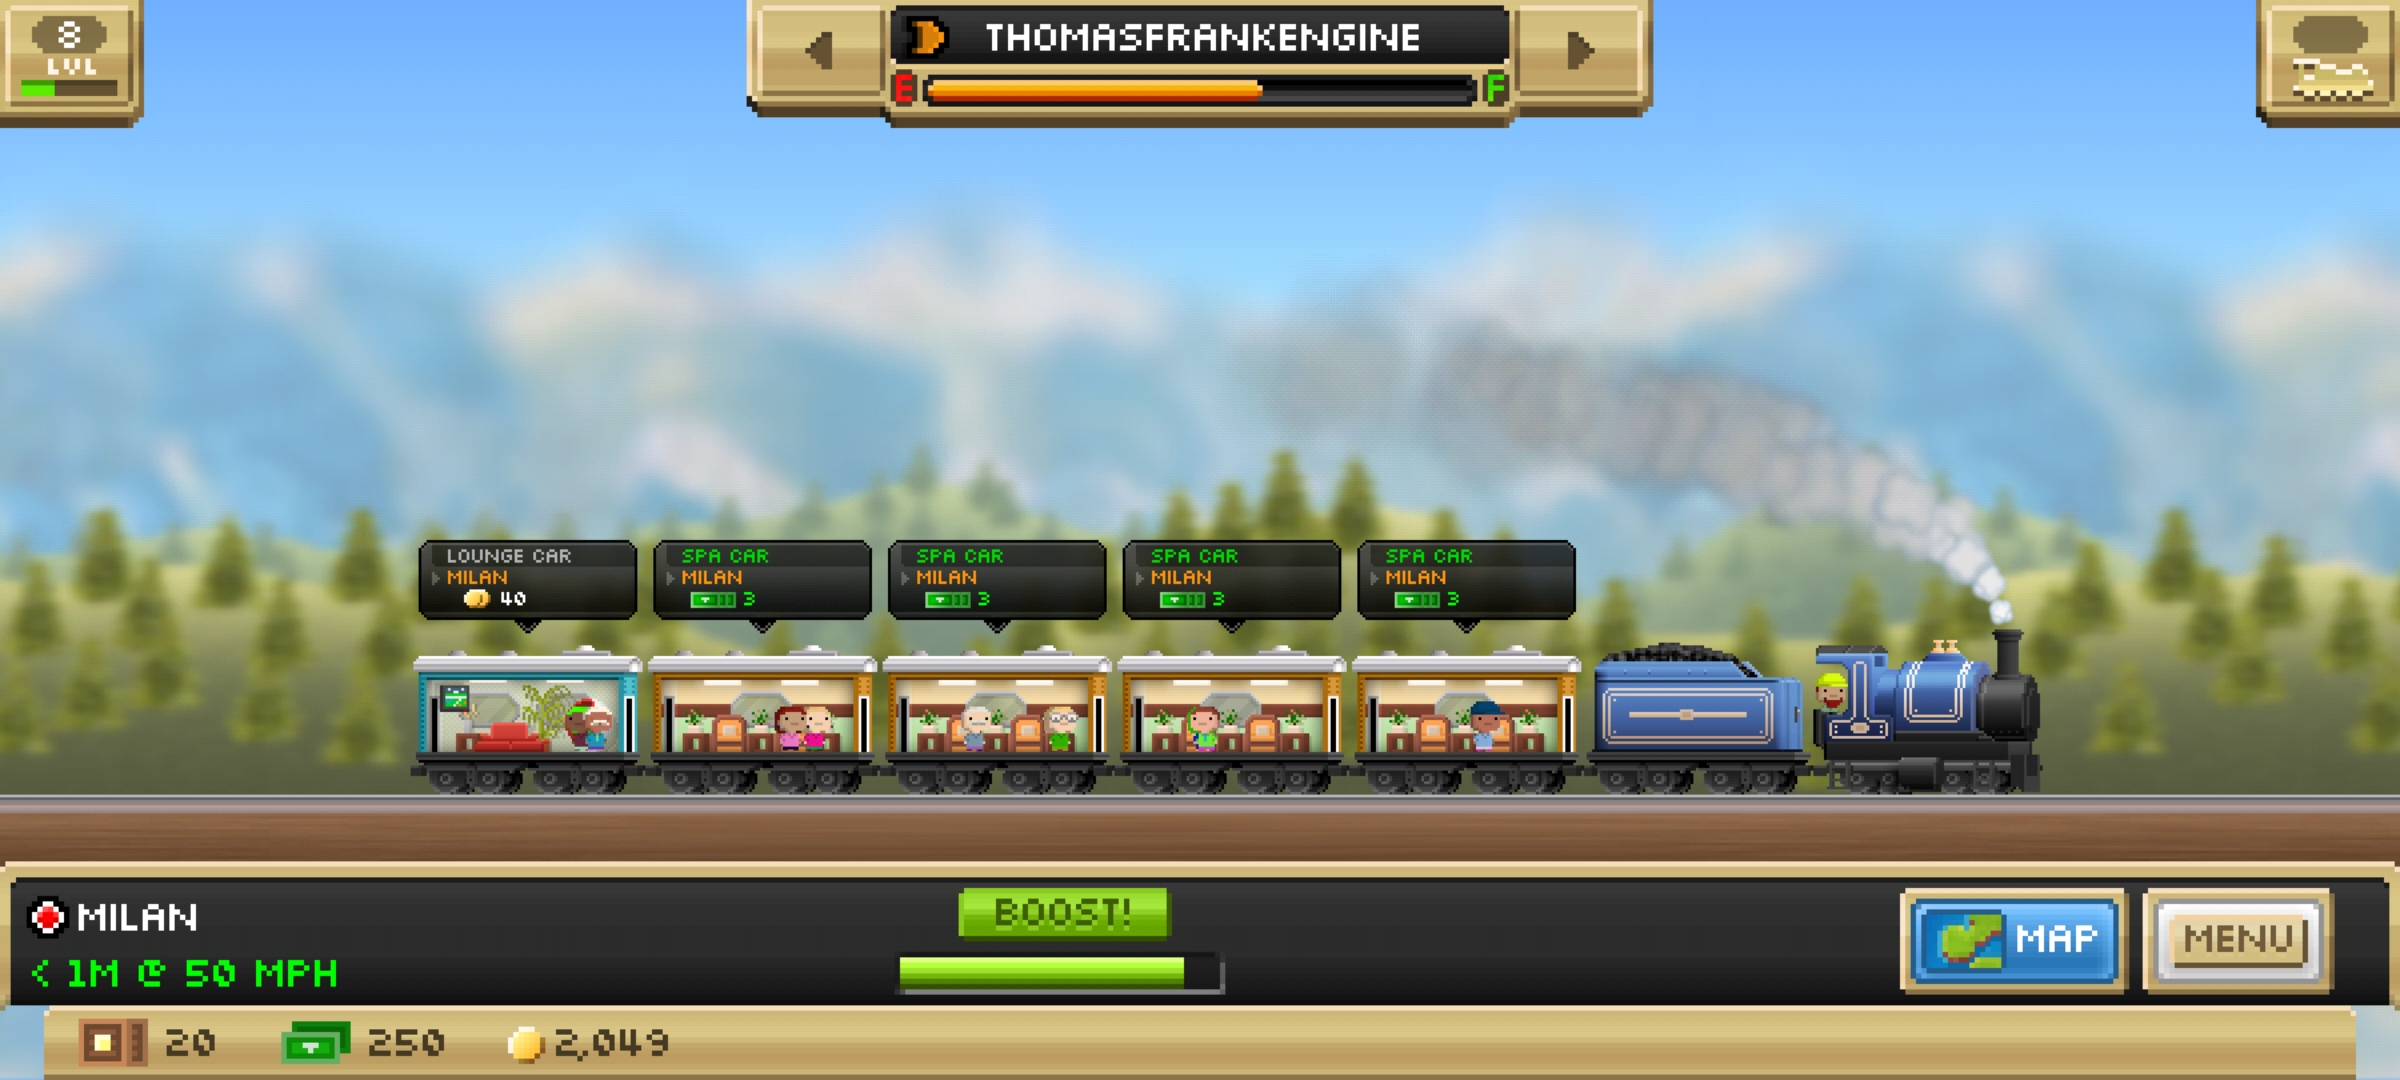 8
LVL
THOMASFRANKENGINE
E F
LOUNGE CAR
MILAN
40
SPA CAR
MILAN
3
SPA CAR
MILAN
3
SPA CAR
MILAN
3
SPA CAR
MILAN
3
MILAN
< 1M @ 50 MPH
BOOST!
MAP
MENU
20 250 2,049